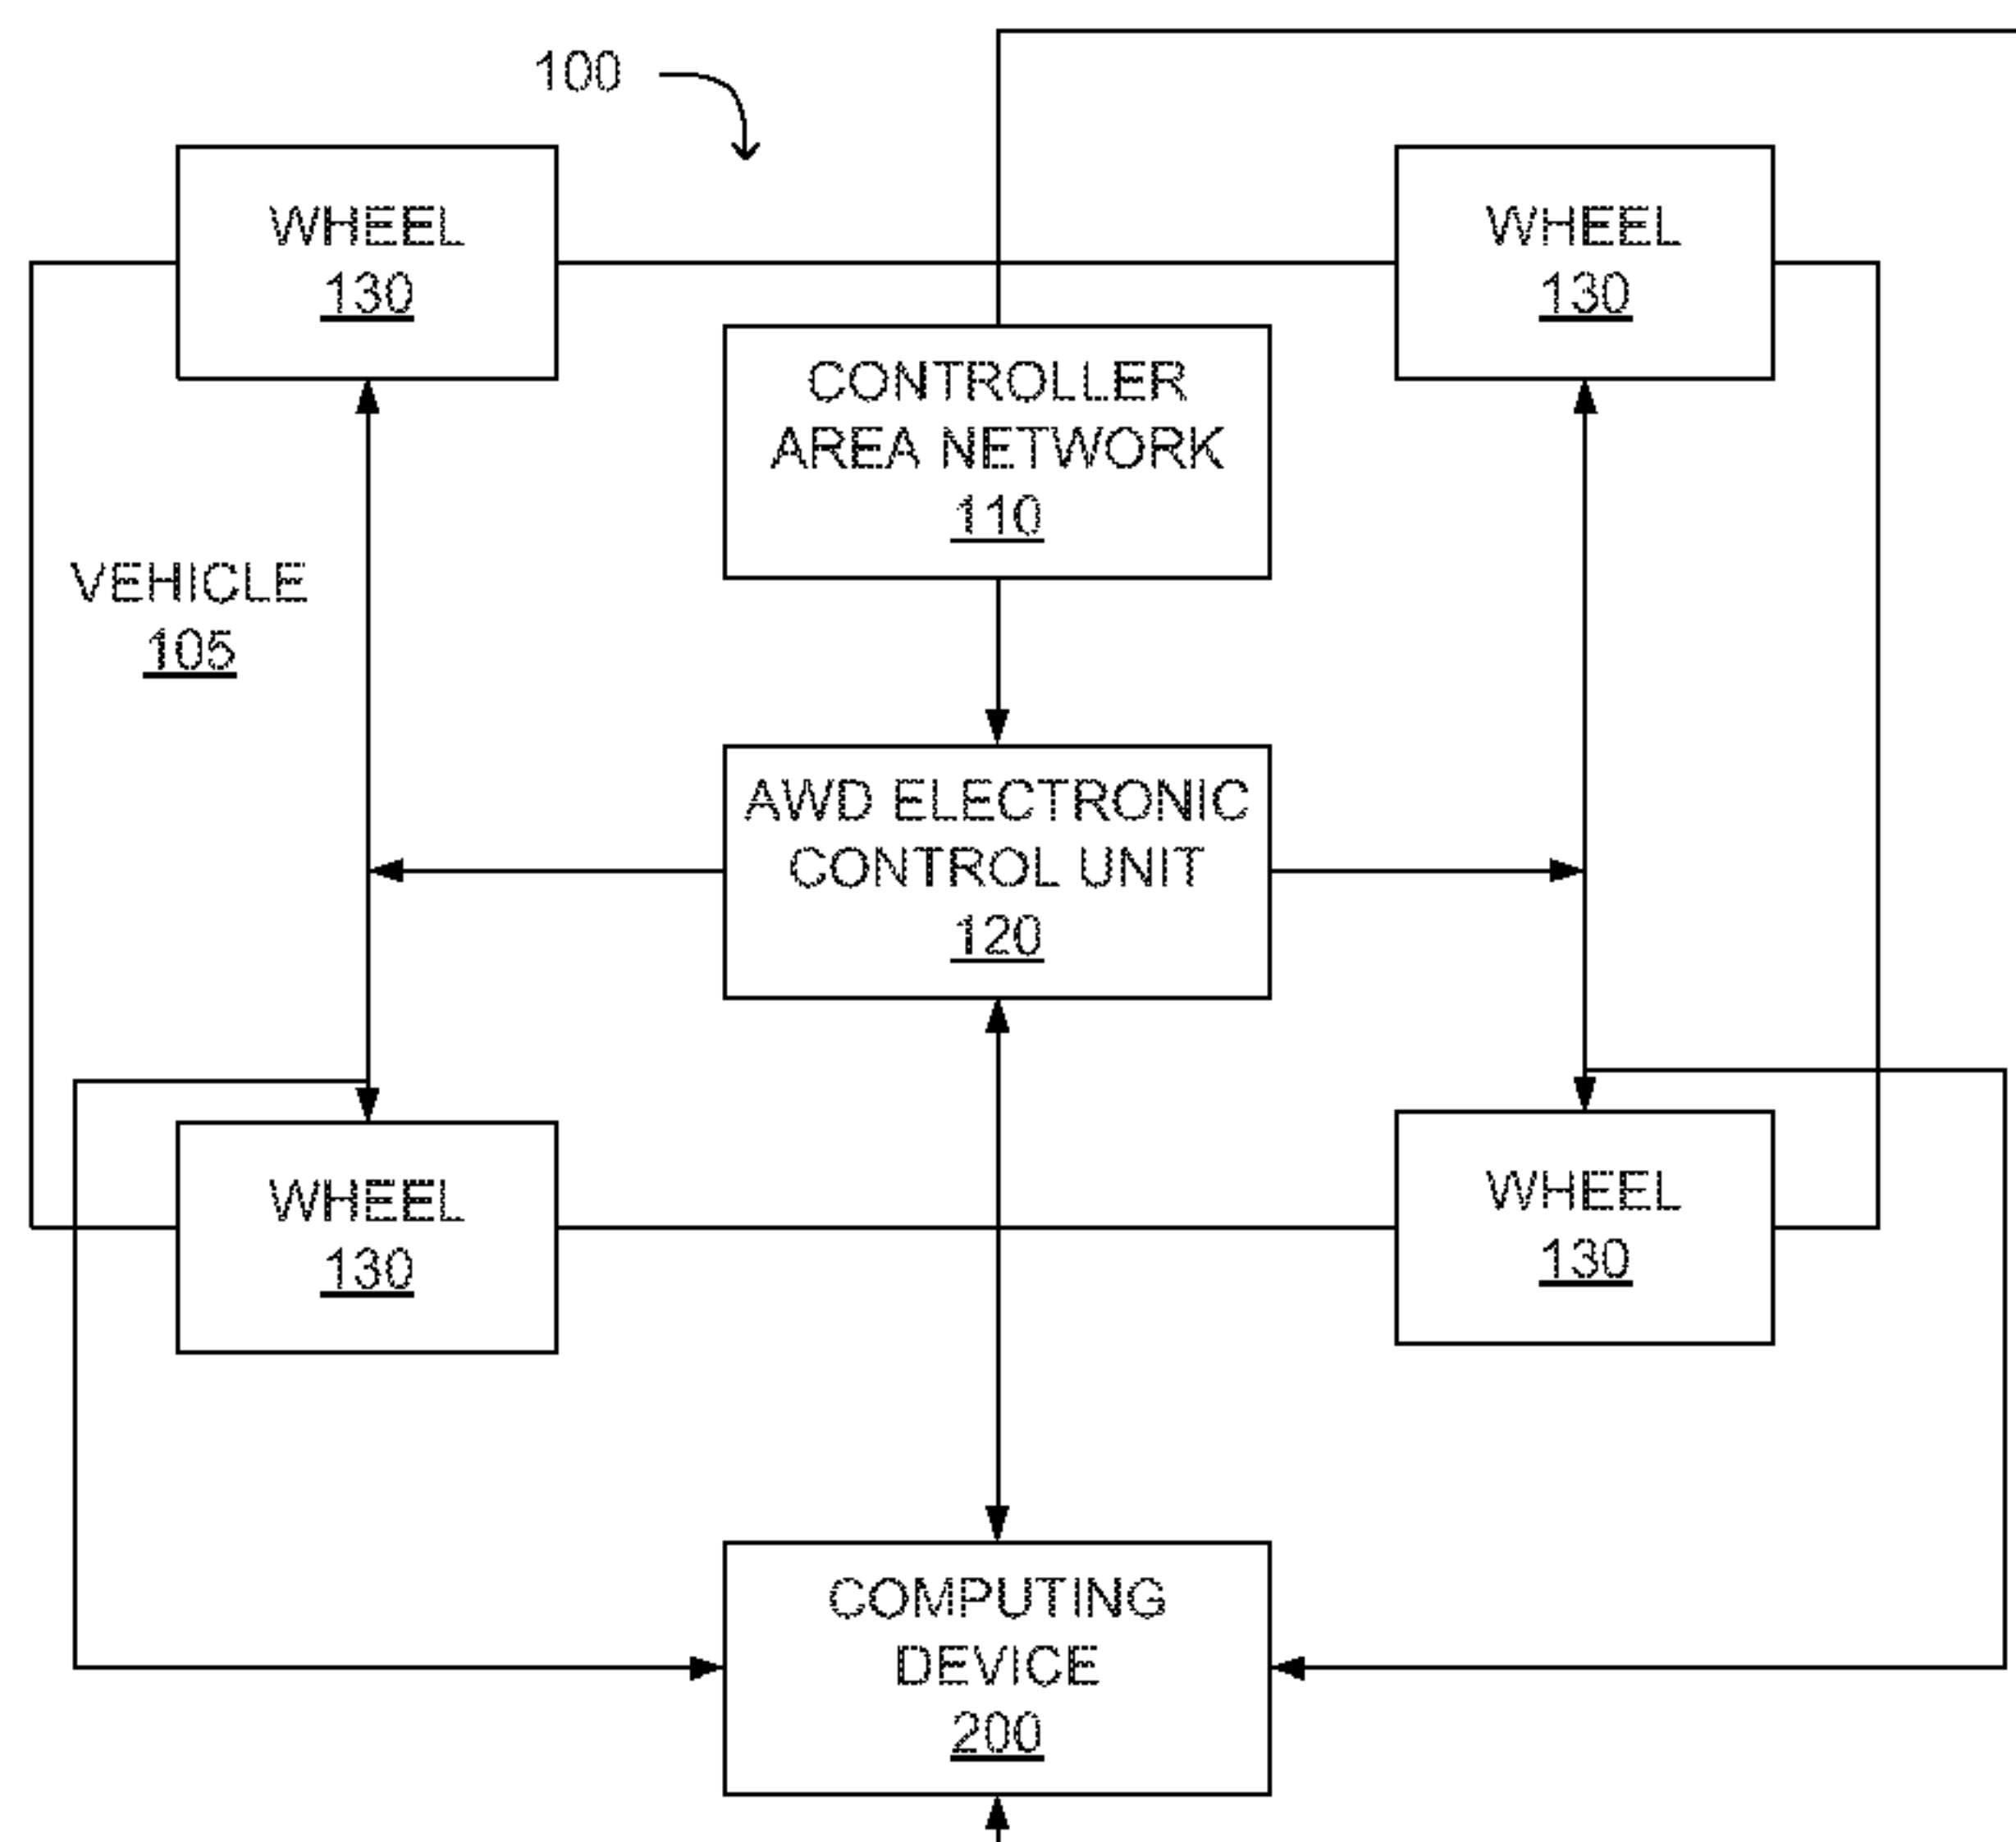 100
WHEEL
130
WHEEL
130
CONTROLLER
AREA NETWORK
110
VEHICLE
105
AWD ELECTRONIC
CONTROL UNIT
120
WHEEL
130
WHEEL
130
COMPUTING
DEVICE
200